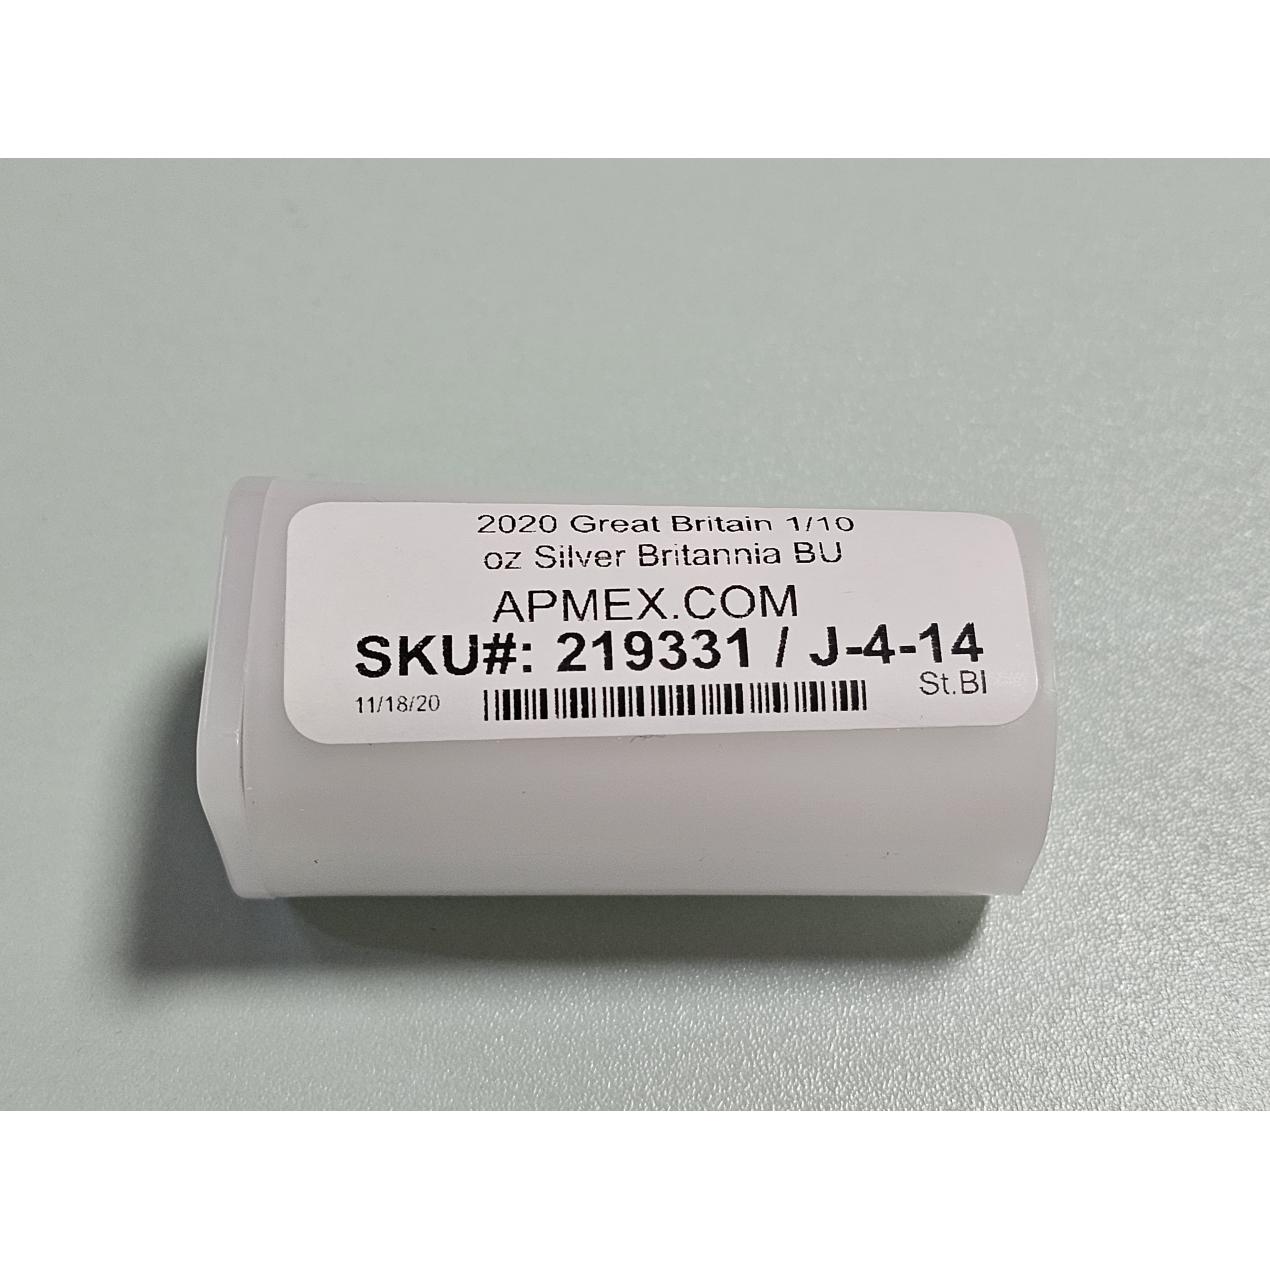 2020 Great Britain 1/10
oz Silver Britannia BU
APMEX.COM
SKU#: 219331 / J-4-14
11/18/20
St.BI